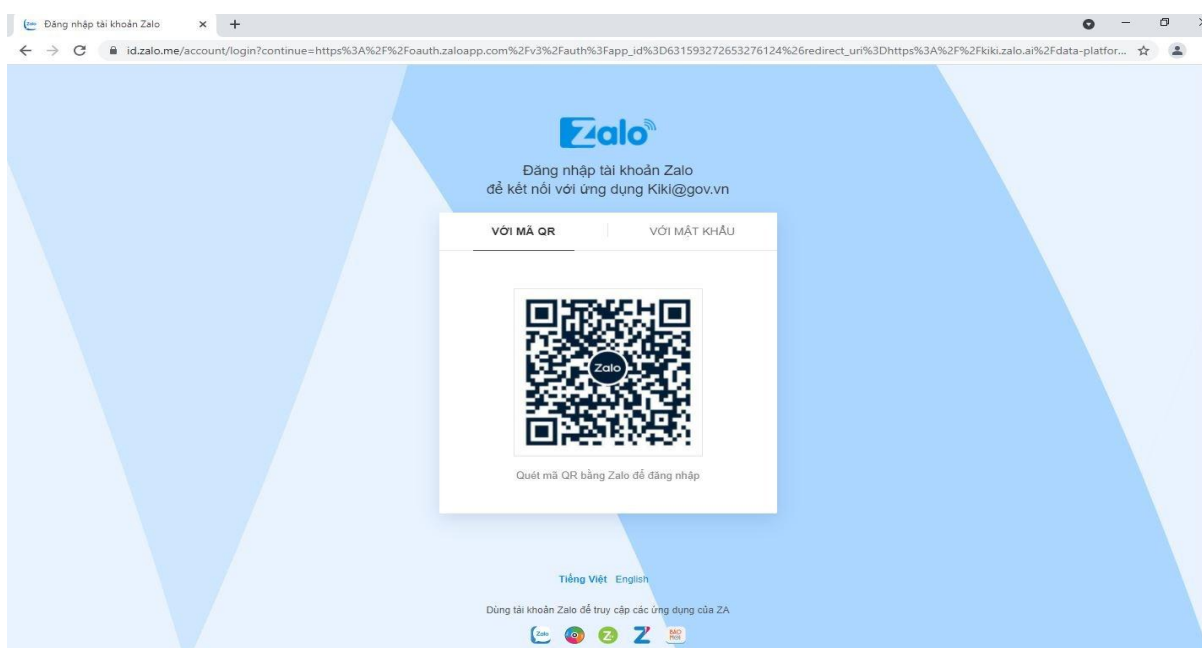 Đăng nhập tài khoản Zalo
id.zalo.me/account/login?continue=https%3A%2F%2Foauth.zaloapp.com%2Fv3%2Fauth%3Fapp_id%3D631593272653276124%26redirect_uri%3Dhttps%3A%2F%2Fkiki.zalo.ai%2Fdata-platfor...
Zalo
Đăng nhập tài khoản Zalo
để kết nối với ứng dụng Kiki@gov.vn
VỚI MÃ QR
VỚI MẬT KHẨU
Zalo
Quét mã QR bằng Zalo để đăng nhập
Tiếng Việt English
Dùng tài khoản Zalo để truy cập các ứng dụng của ZA
Zalo
BÁO MỚI